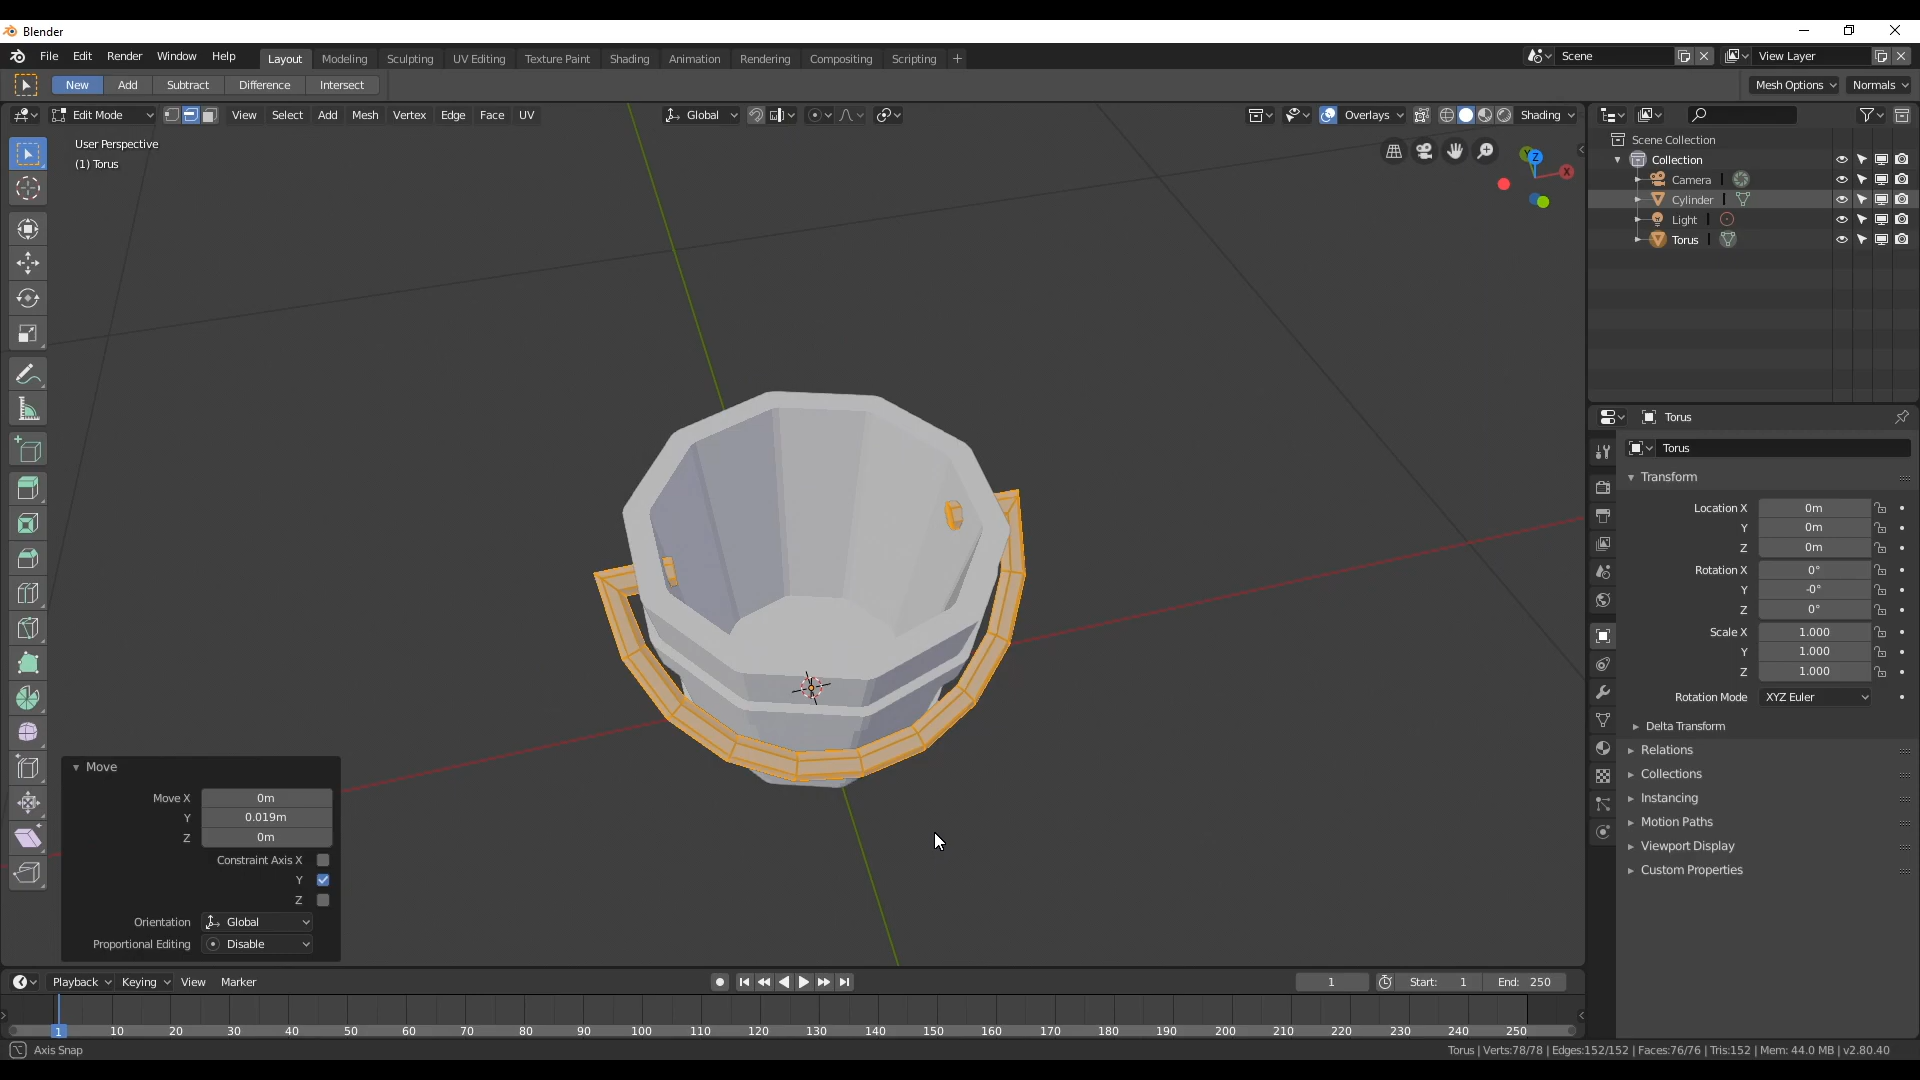 Blender
File Edit Render Window Help Layout Modeling Sculpting UV Editing Texture Paint Shading Animation Rendering Compositing Scripting + Scene View Layer
New Add Subtract Difference Intersect Mesh Options Normals
Edit Mode View Select Add Mesh Vertex Edge Face UV Global Overlays Shading
User Perspective
(1) Torus
Z
Y
X
Scene Collection
Collection
Camera
Cylinder
Light
Torus
Torus
Torus
Transform
Location X 0m
Y 0m
Z 0m
Rotation X 0°
Y -0°
Z 0°
Scale X 1.000
Y 1.000
Z 1.000
Rotation Mode XYZ Euler
Delta Transform
Relations
Collections
Instancing
Motion Paths
Viewport Display
Custom Properties
Move
Move X 0m
Y 0.019m
Z 0m
Constraint Axis X
Y
Z
Orientation Global
Proportional Editing Disable
Playback Keying View Marker 1 Start: 1 End: 250
1 10 20 30 40 50 60 70 80 90 100 110 120 130 140 150 160 170 180 190 200 210 220 230 240 250
Axis Snap Torus | Verts:78/78 | Edges:152/152 | Faces:76/76 | Tris:152 | Mem: 44.0 MB | v2.80.40